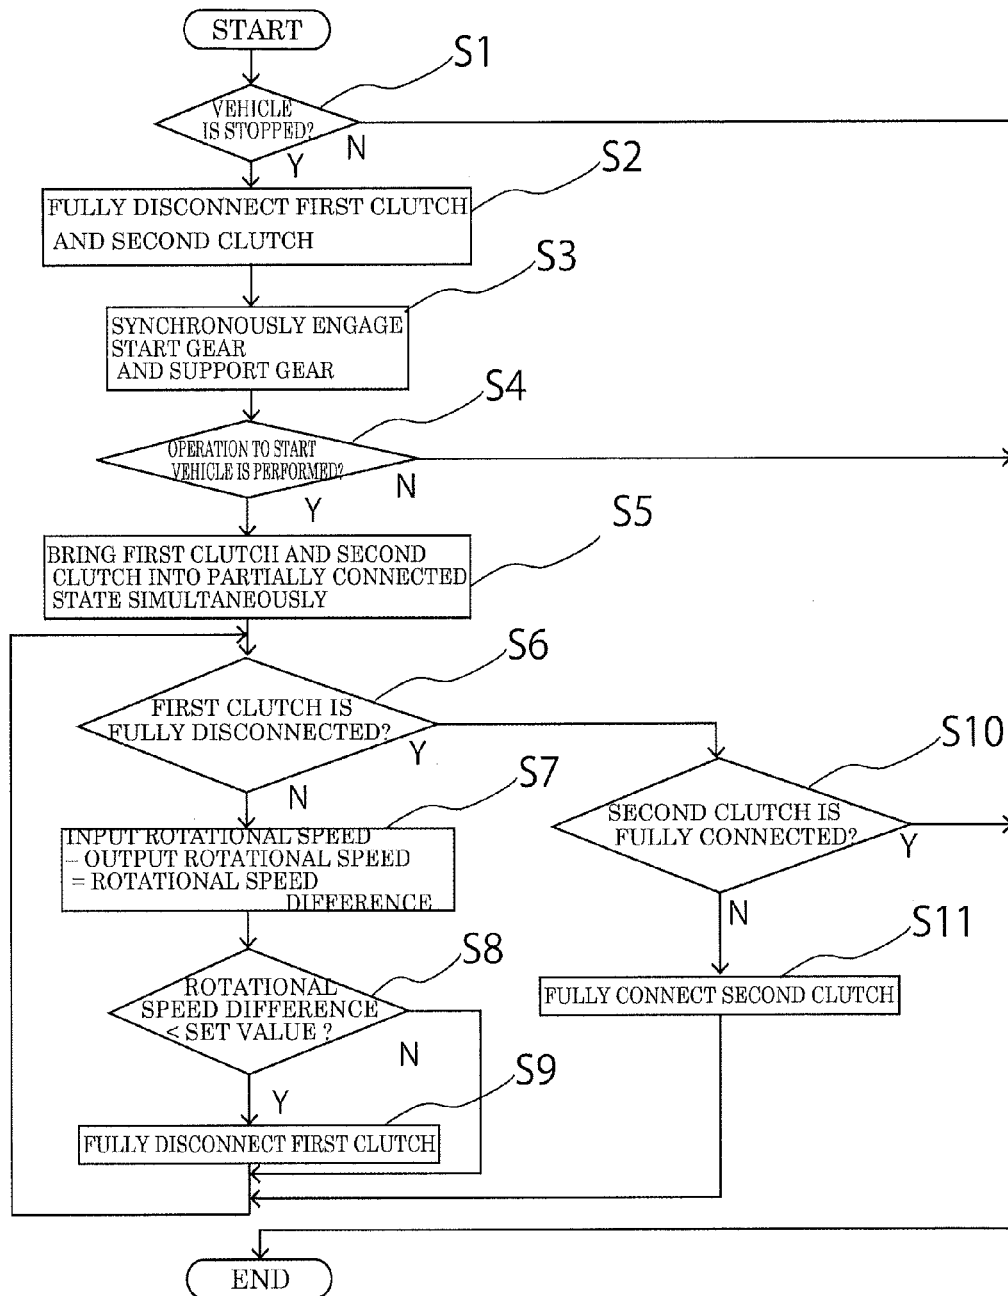 START
S1
VEHICLE
IS STOPPED?
N
Y
S2
FULLY DISCONNECT FIRST CLUTCH
AND SECOND CLUTCH
S3
SYNCHRONOUSLY ENGAGE
START GEAR
AND SUPPORT GEAR
S4
OPERATION TO START
VEHICLE IS PERFORMED?
N
Y
S5
BRING FIRST CLUTCH AND SECOND
CLUTCH INTO PARTIALLY CONNECTED
STATE SIMULTANEOUSLY
S6
FIRST CLUTCH IS
FULLY DISCONNECTED?
Y
N
S10
SECOND CLUTCH IS
FULLY CONNECTED?
Y
N
S7
INPUT ROTATIONAL SPEED
− OUTPUT ROTATIONAL SPEED
= ROTATIONAL SPEED
DIFFERENCE
S8
ROTATIONAL
SPEED DIFFERENCE
< SET VALUE ?
N
Y
S11
FULLY CONNECT SECOND CLUTCH
S9
FULLY DISCONNECT FIRST CLUTCH
END